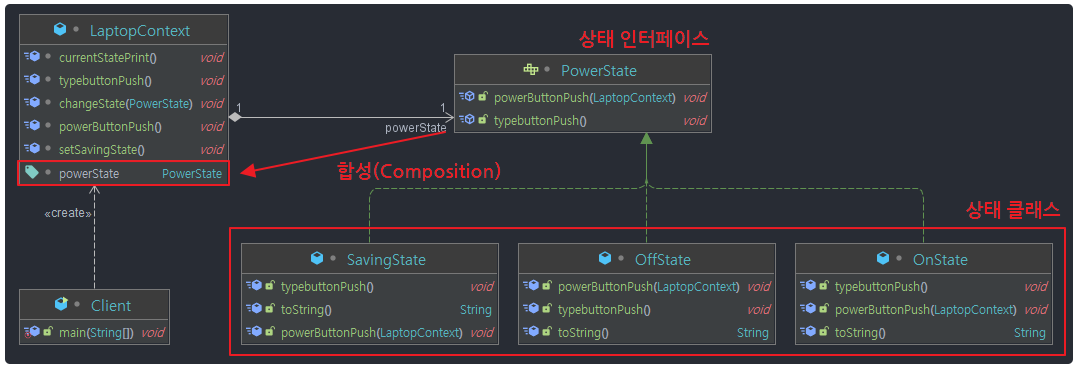 LaptopContext
currentStatePrint() void
typebuttonPush() void
changeState(PowerState) void
powerButtonPush() void
setSavingState() void
powerState PowerState
1
1
powerState
상태 인터페이스
PowerState
powerButtonPush(LaptopContext) void
typebuttonPush() void
합성(Composition)
«create»
상태 클래스
SavingState
typebuttonPush() void
toString() String
powerButtonPush(LaptopContext) void
OffState
powerButtonPush(LaptopContext) void
typebuttonPush() void
toString() String
OnState
typebuttonPush() void
powerButtonPush(LaptopContext) void
toString() String
Client
main(String[]) void